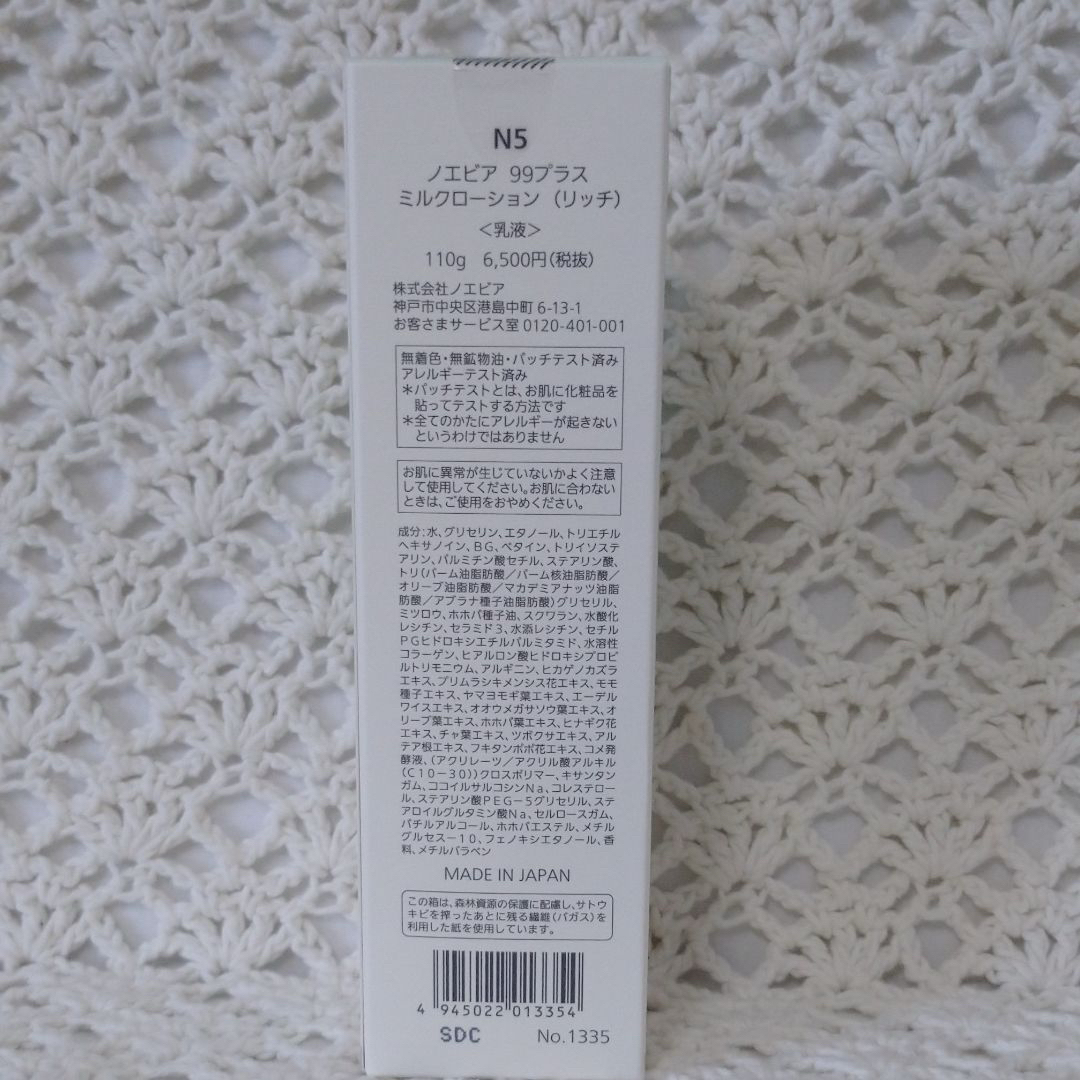 N5
ノエビア 99プラス
ミルクローション（リッチ）
＜乳液＞
110g 6,500円(税抜)
株式会社ノエビア
神戸市中央区港島中町 6-13-1
お客さまサービス室 0120-401-001
無着色・無鉱物油・パッチテスト済み
アレルギーテスト済み
＊パッチテストとは、お肌に化粧品を
貼ってテストする方法です
＊全てのかたにアレルギーが起きない
というわけではありません
お肌に異常が生じていないかよく注意
して使用してください。お肌に合わない
ときは、ご使用をおやめください。
成分：水、グリセリン、エタノール、トリエチル
ヘキサノイン、BG、ベタイン、トリイソステ
アリン、パルミチン酸セチル、ステアリン酸、
トリ（パーム油脂肪酸／パーム核油脂肪酸／
オリーブ油脂肪酸／マカデミアナッツ油脂
肪酸／アブラナ種子油脂肪酸）グリセリル、
ミツロウ、ホホバ種子油、スクワラン、水酸化
レシチン、セラミド3、水添レシチン、セチル
PGヒドロキシエチルパルミタミド、水溶性
コラーゲン、ヒアルロン酸ヒドロキシプロピ
ルトリモニウム、アルギニン、ヒカゲノカズラ
エキス、プリムラシキメンシス花エキス、モモ
種子エキス、ヤマヨモギ葉エキス、エーデル
ワイスエキス、オオウメガサソウ葉エキス、オ
リーブ葉エキス、ホホバ葉エキス、ヒナギク花
エキス、チャ葉エキス、ツボクサエキス、アル
テア根エキス、フキタンポポ花エキス、コメ発
酵液、（アクリレーツ／アクリル酸アルキル
（C10－30））クロスポリマー、キサンタン
ガム、ココイルサルコシンNa、コレステロー
ル、ステアリン酸PEG－5グリセリル、ステ
アロイルグルタミン酸Na、セルロースガム、
バチルアルコール、ホホバエステル、メチル
グルセス－10、フェノキシエタノール、香
料、メチルパラベン
MADE IN JAPAN
この箱は、森林資源の保護に配慮し、サトウ
キビを搾ったあとに残る繊維（バガス）を
利用した紙を使用しています。
4 945022 013354
SDC No.1335